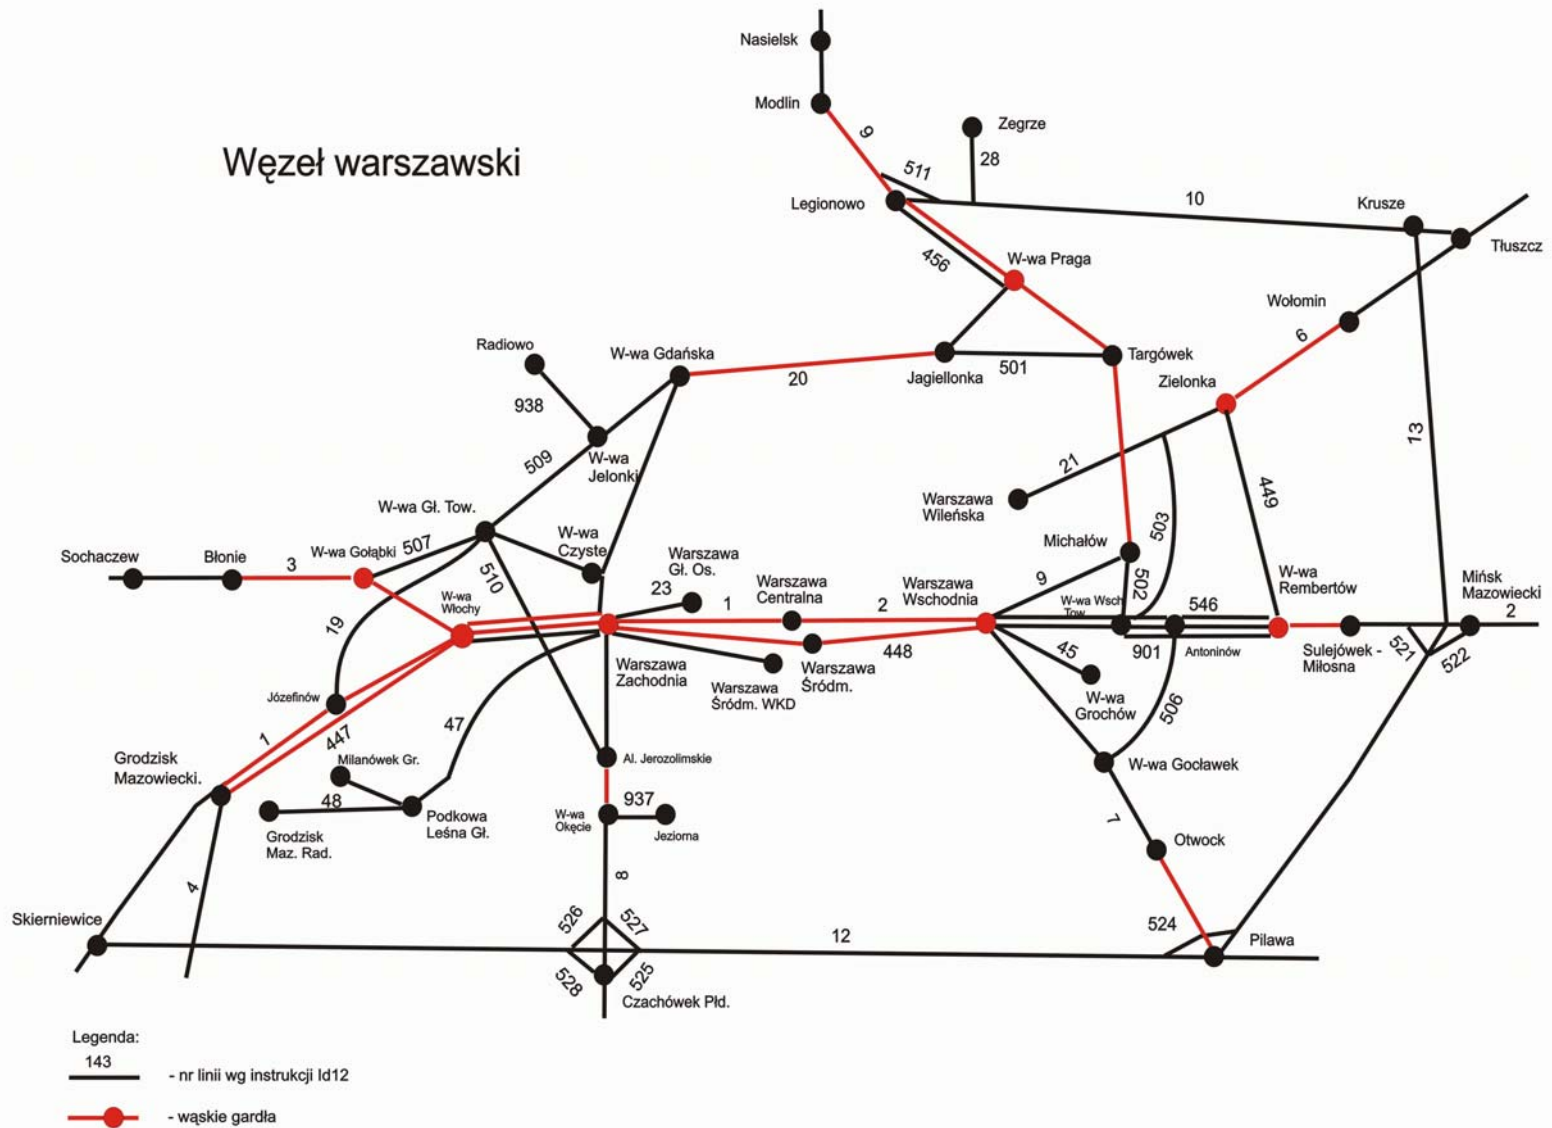 Nasielsk
Modlin
9
Zegrze
Węzeł warszawski
28
511
Legionowo
10
Krusze
Tłuszcz
456
W-wa Praga
Wołomin
6
Radiowo
W-wa Gdańska
20
Jagiellonka
501
Targówek
Zielonka
938
13
W-wa
Jelonki
509
21
449
Warszawa
Wileńska
503
W-wa Gł. Tow.
W-wa
Czyste
Michałów
Sochaczew
Błonie
3
W-wa Gołąbki
507
510
Warszawa
Gł. Os.
23
Warszawa
Centralna
1
2
Warszawa
Wschodnia
9
502
W-wa Wsch.
Tow.
546
W-wa
Rembertów
Mińsk
Mazowiecki
2
W-wa
Włochy
19
448
45
901
Antoninów
Sulejówek -
Miłosna
521
522
Warszawa
Zachodnia
Warszawa
Śródm. WKD
Warszawa
Śródm.
W-wa
Grochów
506
Józefinów
1
447
47
Grodzisk
Mazowiecki.
Milanówek Gr.
Al. Jerozolimskie
W-wa Gocławek
48
Podkowa
Leśna Gł.
Grodzisk
Maz. Rad.
W-wa
Okęcie
937
Jeziorna
7
Otwock
4
8
Skierniewice
526
527
12
524
Pilawa
528
525
Czachówek Płd.
Legenda:
143
- nr linii wg instrukcji Id12
- wąskie gardła